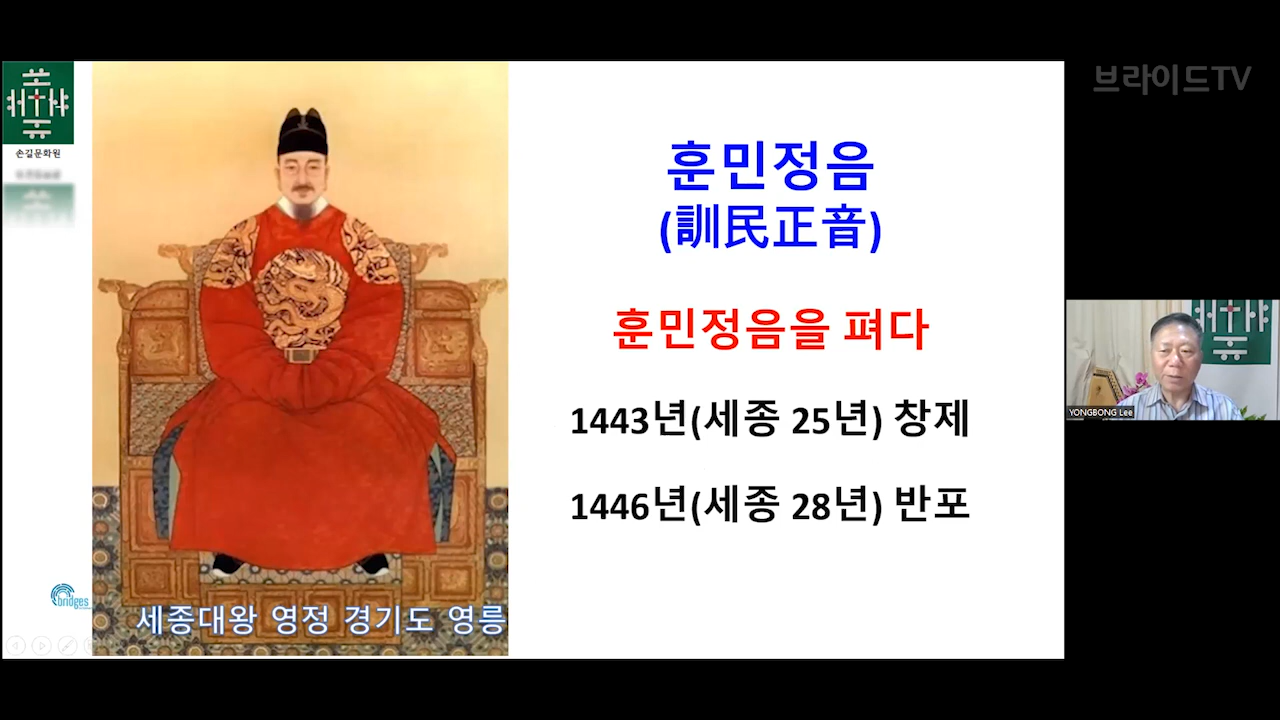 브라이드TV
손길문화원
훈민정음
(訓民正音)
훈민정음을 펴다
1443년(세종 25년) 창제
1446년(세종 28년) 반포
YONGBONG Lee
bridges
세종대왕 영정 경기도 영릉